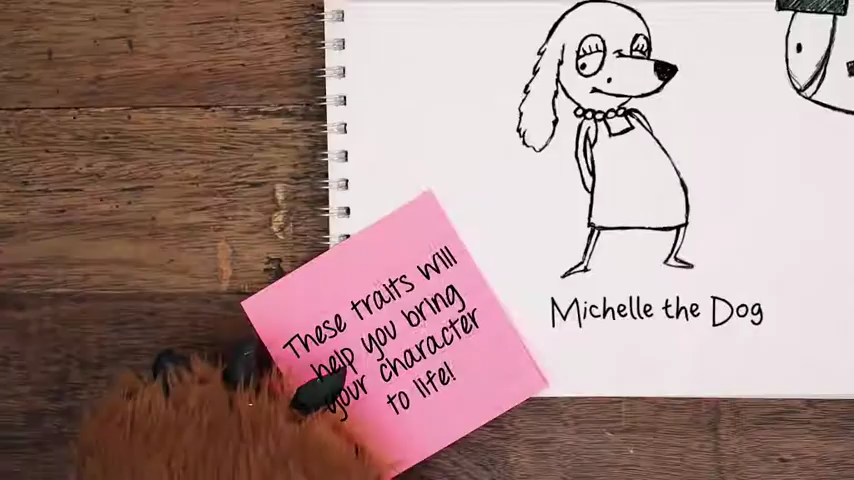 These traits will
help you bring
your character
to life!
Michelle the Dog